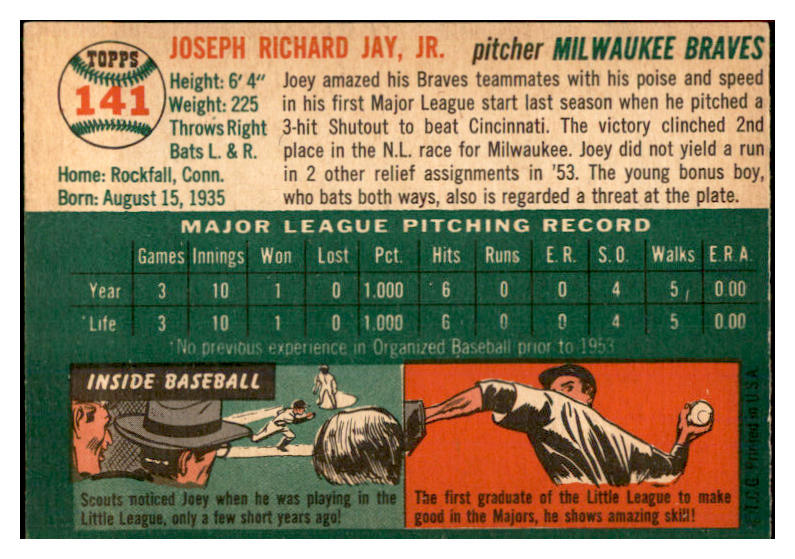 TOPPS
141
JOSEPH RICHARD JAY, JR. pitcher MILWAUKEE BRAVES
Height: 6' 4"
Weight: 225
Throws Right
Bats L. & R.
Home: Rockfall, Conn.
Born: August 15, 1935
Joey amazed his Braves teammates with his poise and speed
in his first Major League start last season when he pitched a
3-hit Shutout to beat Cincinnati. The victory clinched 2nd
place in the N.L. race for Milwaukee. Joey did not yield a run
in 2 other relief assignments in '53. The young bonus boy,
who bats both ways, also is regarded a threat at the plate.
MAJOR LEAGUE PITCHING RECORD
Games Innings Won Lost Pct. Hits Runs E. R. S. O. Walks E.R.A.
Year 3 10 1 0 1.000 6 0 0 4 5 0.00
*Life 3 10 1 0 1.000 6 0 0 4 5 0.00
*No previous experience in Organized Baseball prior to 1953
INSIDE BASEBALL
Scouts noticed Joey when he was playing in the
Little League, only a few short years ago!
The first graduate of the Little League to make
good in the Majors, he shows amazing skill!
T.C.G. Printed in U.S.A.